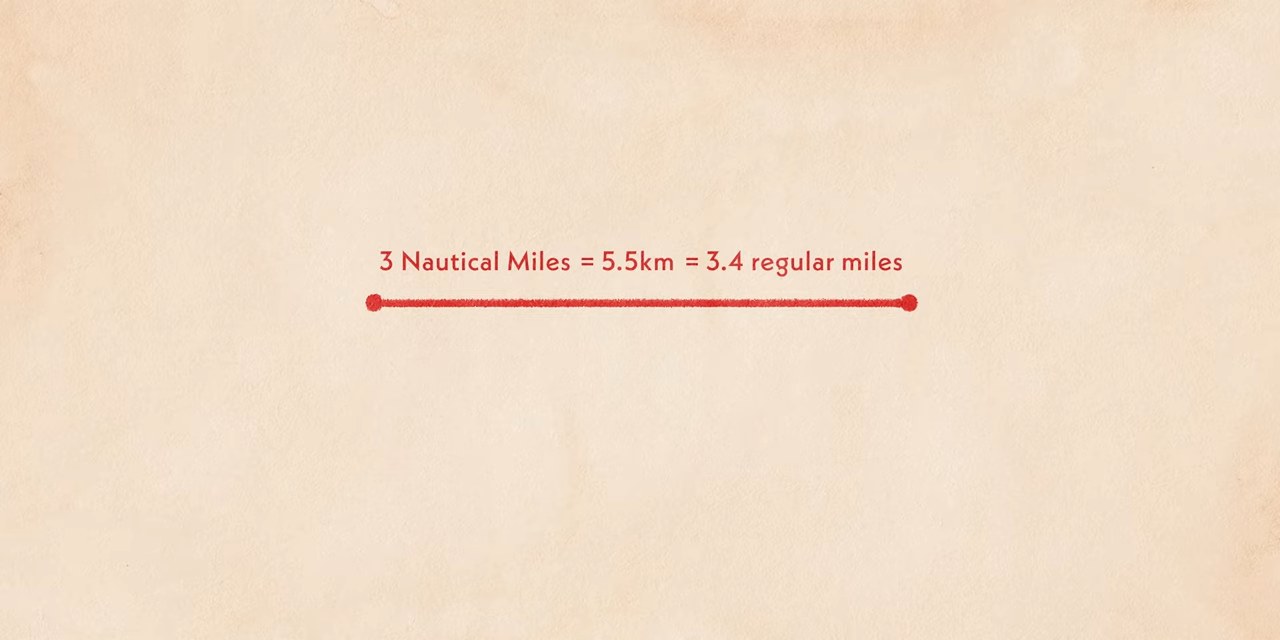 3 Nautical Miles = 5.5km = 3.4 regular miles